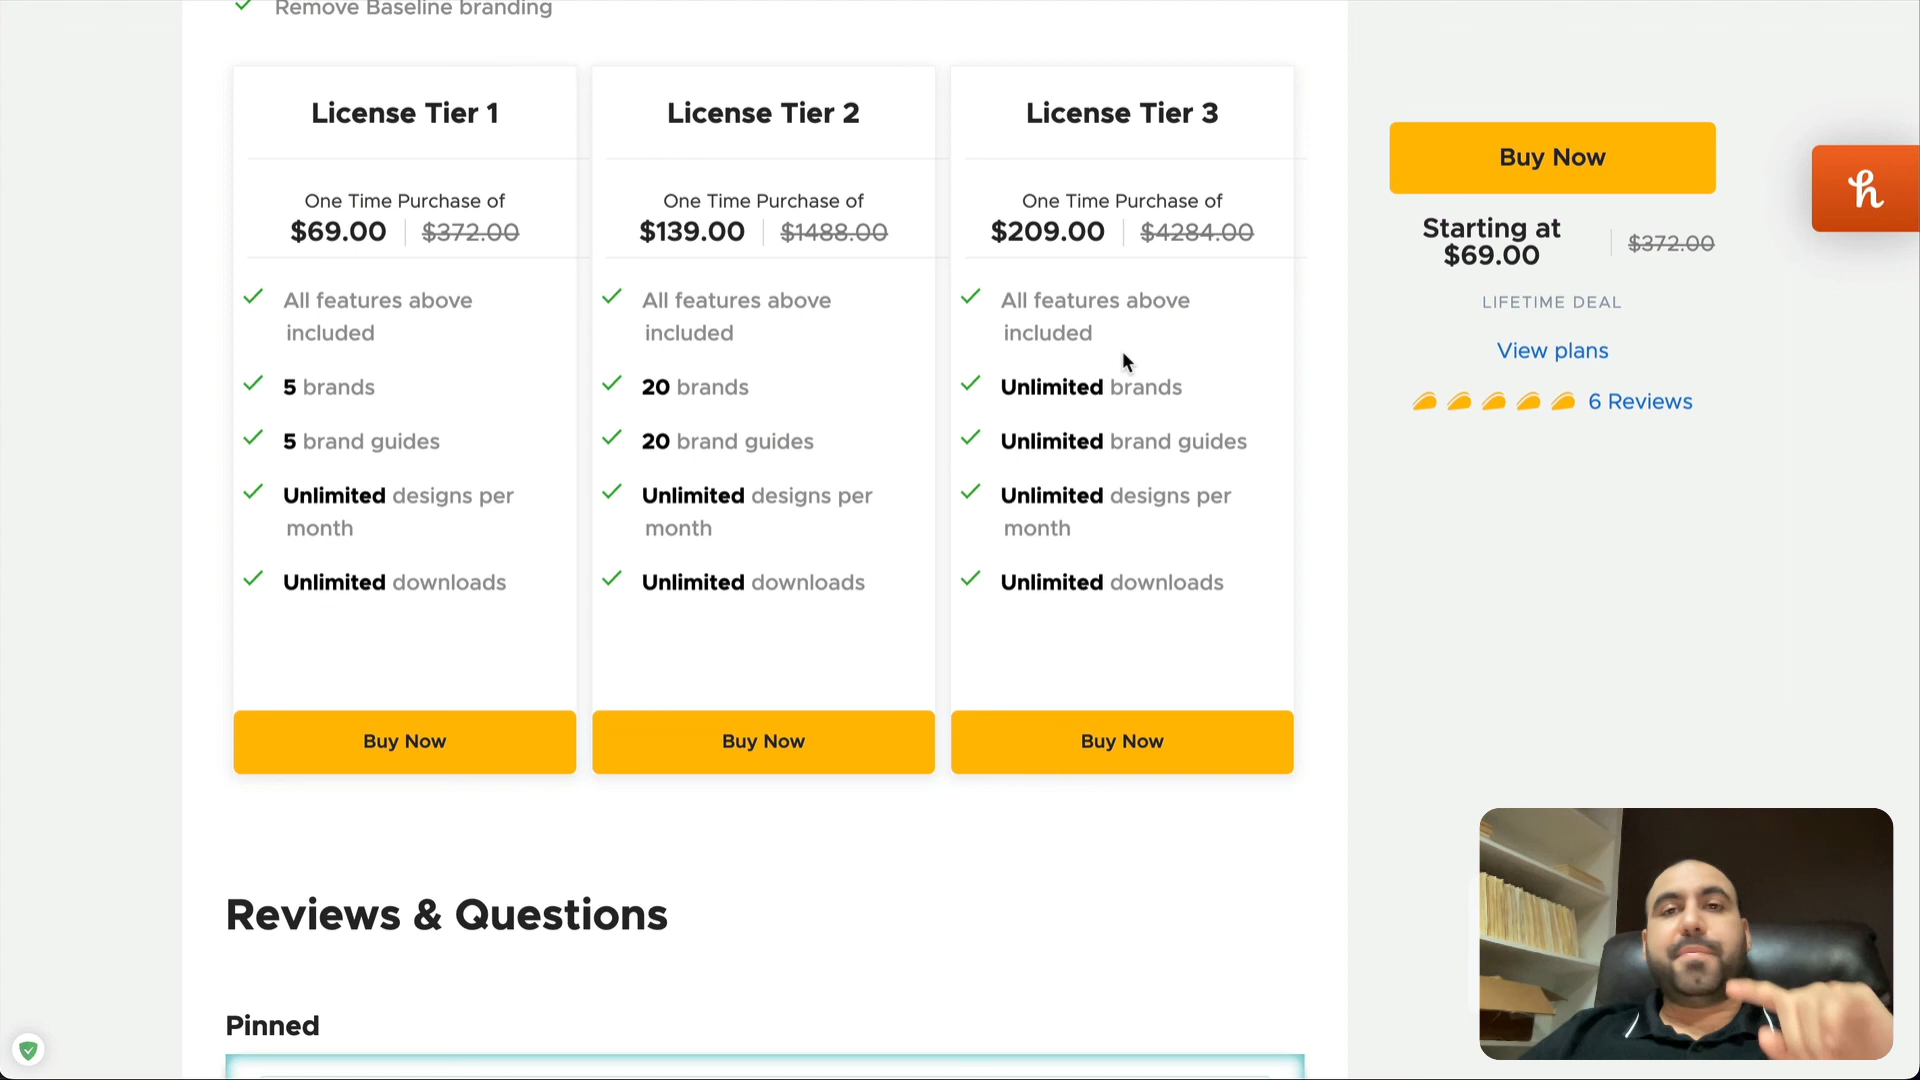 Remove Baseline branding
License Tier 1
One Time Purchase of
$69.00 $372.00
All features above
included
5 brands
5 brand guides
Unlimited designs per
month
Unlimited downloads
Buy Now
License Tier 2
One Time Purchase of
$139.00 $1488.00
All features above
included
20 brands
20 brand guides
Unlimited designs per
month
Unlimited downloads
Buy Now
License Tier 3
One Time Purchase of
$209.00 $4284.00
All features above
included
Unlimited brands
Unlimited brand guides
Unlimited designs per
month
Unlimited downloads
Buy Now
Buy Now
Starting at
$69.00
$372.00
LIFETIME DEAL
View plans
6 Reviews
h
Reviews & Questions
Pinned